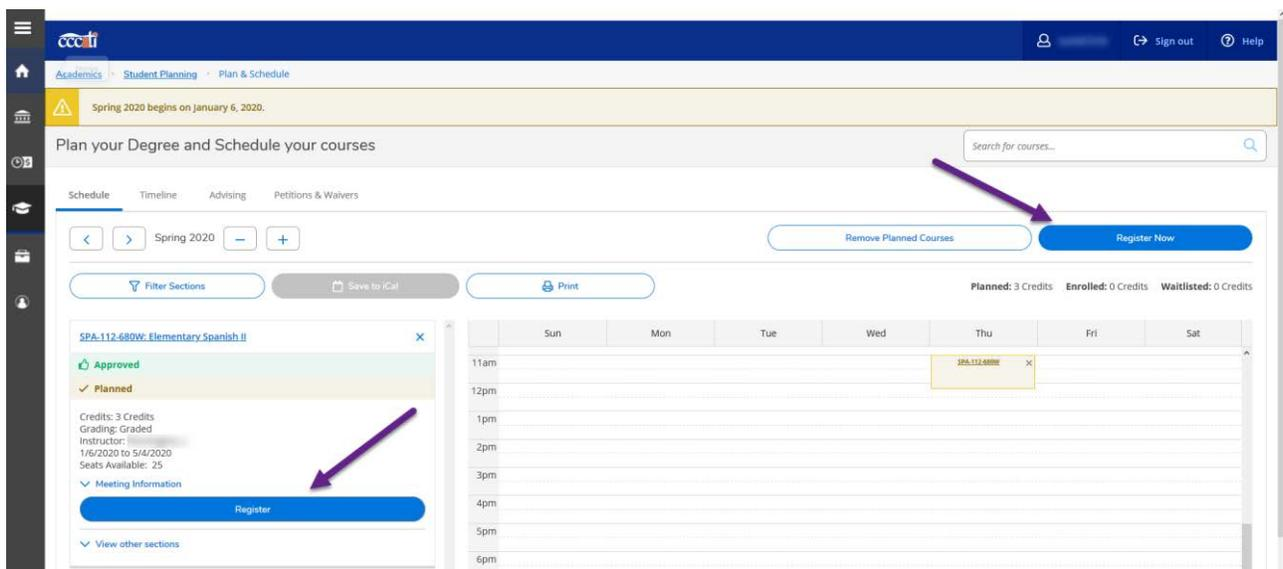 cccti
Sign out
Help
Academics
Student Planning
Plan & Schedule
Spring 2020 begins on January 6, 2020.
Plan your Degree and Schedule your courses
Search for courses...
Schedule
Timeline
Advising
Petitions & Waivers
Spring 2020
Remove Planned Courses
Register Now
Filter Sections
Save to iCal
Print
Planned: 3 Credits Enrolled: 0 Credits Waitlisted: 0 Credits
SPA-112-680W: Elementary Spanish II
Approved
Planned
Credits: 3 Credits
Grading: Graded
Instructor:
1/6/2020 to 5/4/2020
Seats Available: 25
Meeting Information
Register
View other sections
Sun Mon Tue Wed Thu Fri Sat
11am
SPA-112-680W
12pm
1pm
2pm
3pm
4pm
5pm
6pm